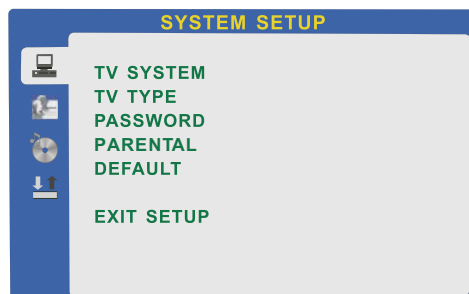 SYSTEM SETUP
TV SYSTEM
TV TYPE
PASSWORD
PARENTAL
DEFAULT
EXIT SETUP